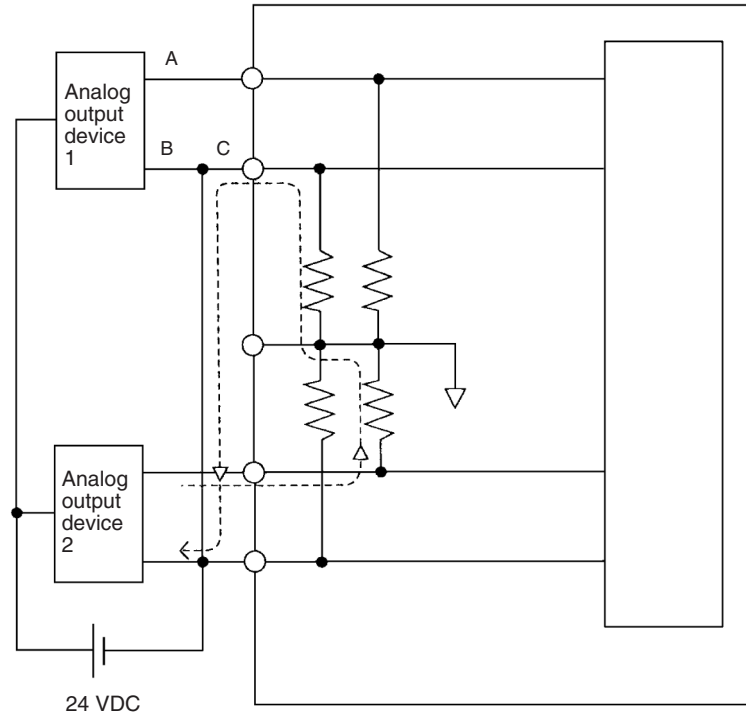 A
Analog
output
device
1
B C
Analog
output
device
2
24 VDC